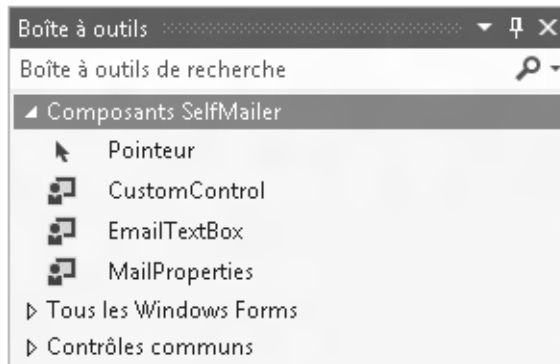 Boîte à outils
Boîte à outils de recherche
Composants SelfMailer
Pointeur
CustomControl
EmailTextBox
MailProperties
Tous les Windows Forms
Contrôles communs